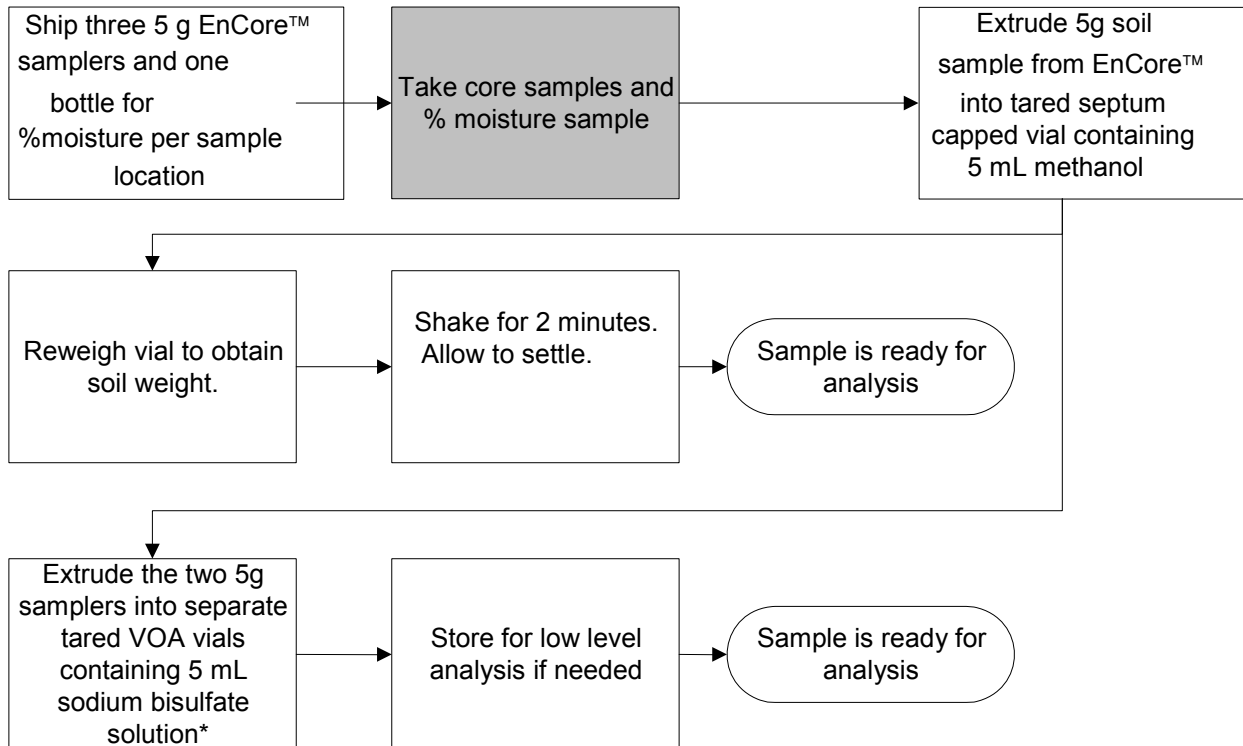 Ship three 5 g EnCore™
samplers and one
bottle for
%moisture per sample
location
Take core samples and
% moisture sample
Extrude 5g soil
sample from EnCore™
into tared septum
capped vial containing
5 mL methanol
Reweigh vial to obtain
soil weight.
Shake for 2 minutes.
Allow to settle.
Sample is ready for
analysis
Extrude the two 5g
samplers into separate
tared VOA vials
containing 5 mL
sodium bisulfate
solution*
Store for low level
analysis if needed
Sample is ready for
analysis